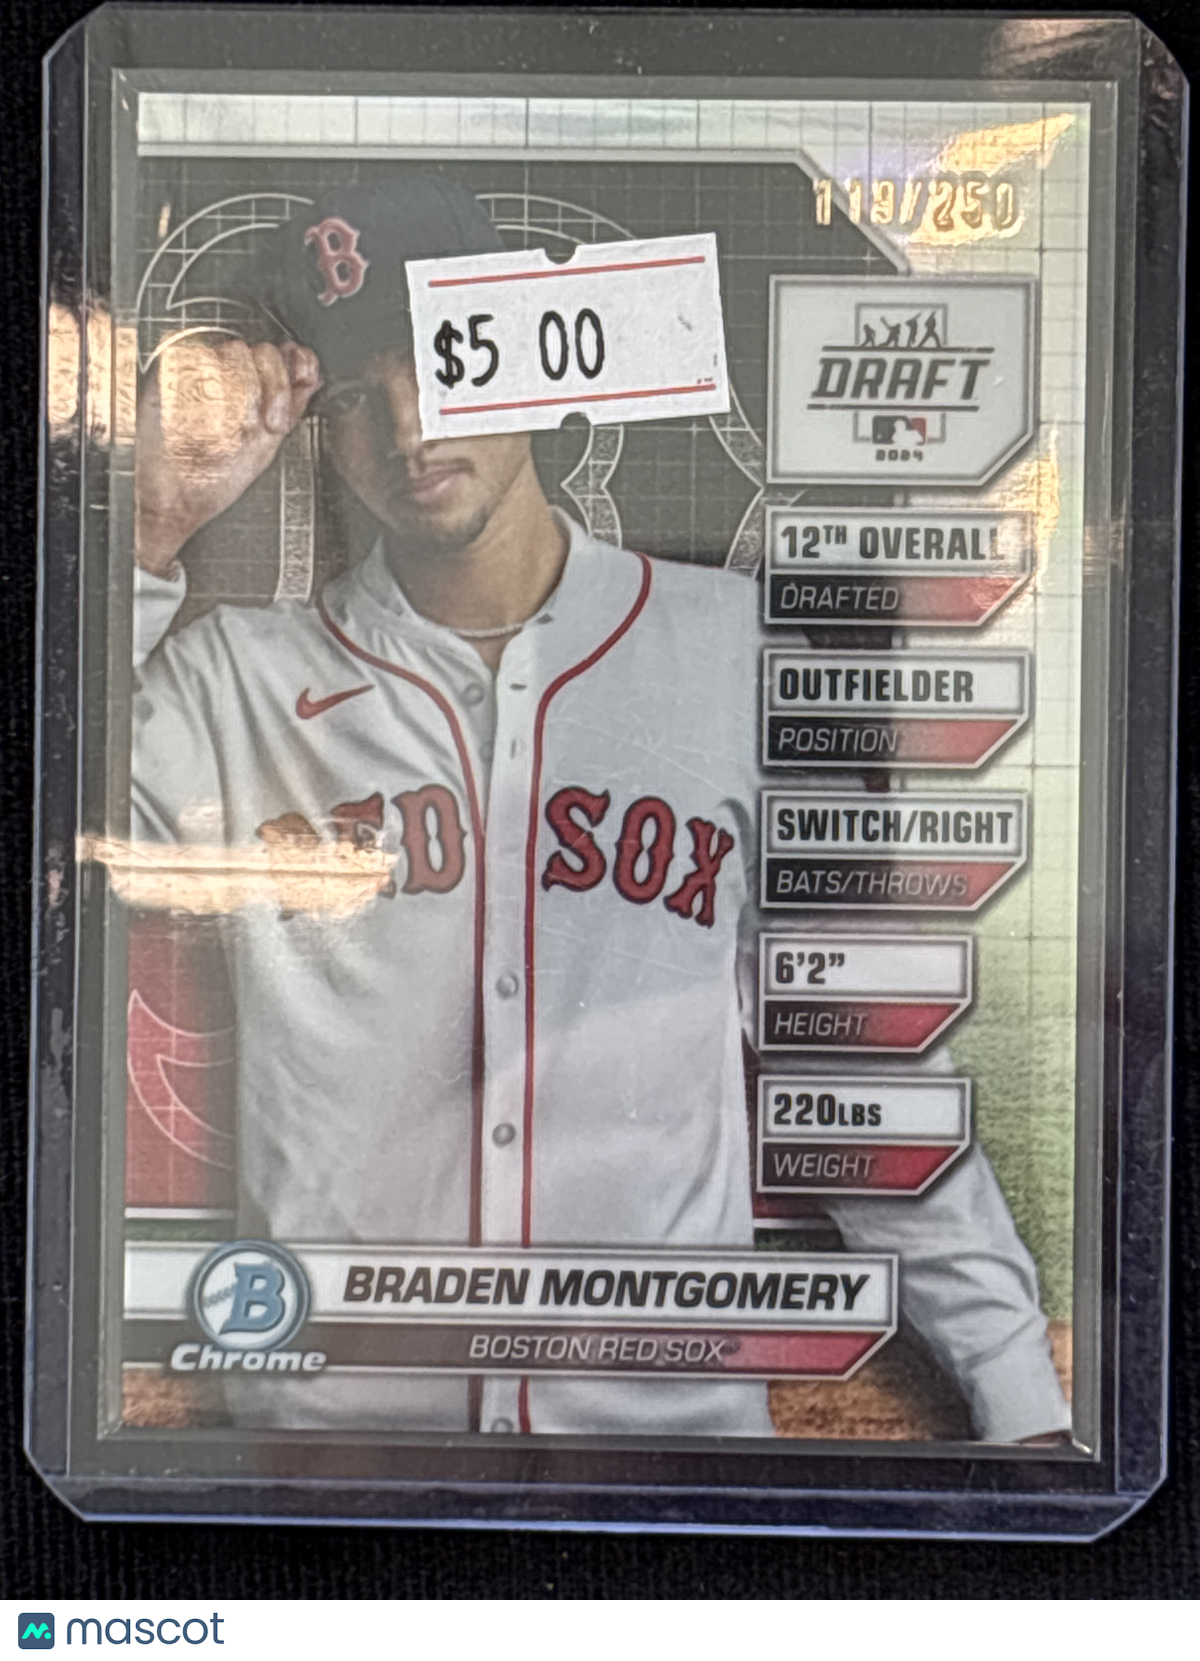 119/250
B
$5 00
DRAFT
2024
12TH OVERALL
DRAFTED
OUTFIELDER
POSITION
SWITCH/RIGHT
BATS/THROWS
RED SOX
6'2"
HEIGHT
220LBS
WEIGHT
B
BRADEN MONTGOMERY
Chrome
BOSTON RED SOX
mascot